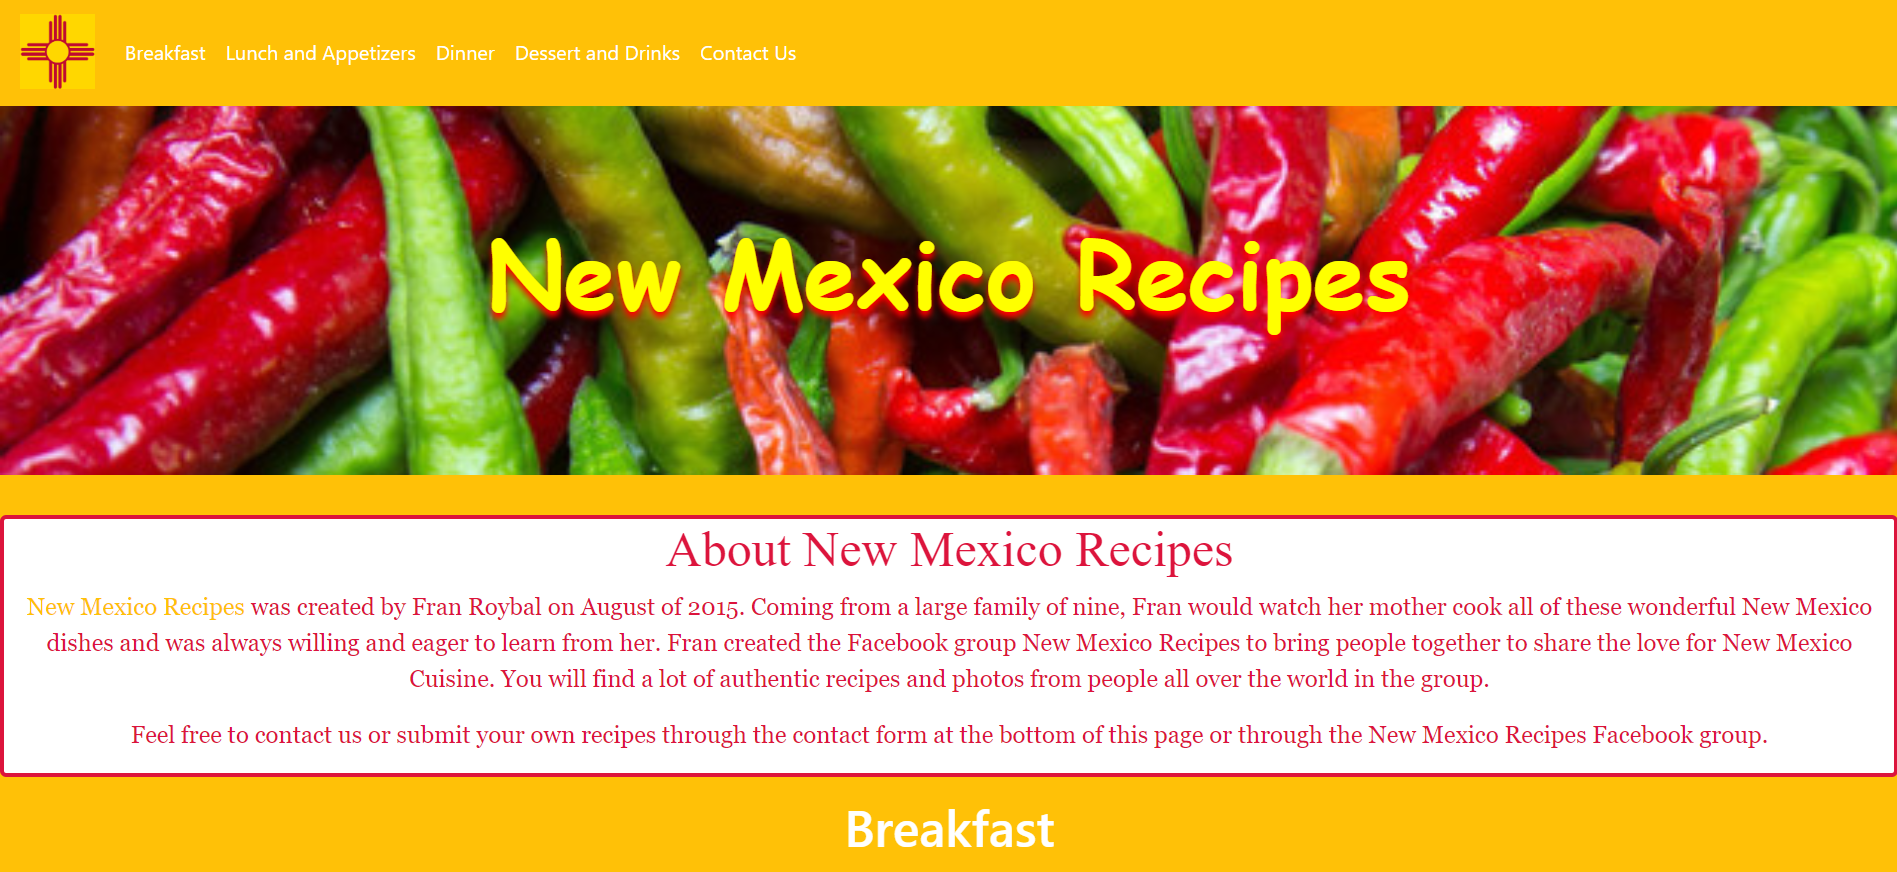 Breakfast Lunch and Appetizers Dinner Dessert and Drinks Contact Us
New Mexico Recipes
About New Mexico Recipes
New Mexico Recipes was created by Fran Roybal on August of 2015. Coming from a large family of nine, Fran would watch her mother cook all of these wonderful New Mexico
dishes and was always willing and eager to learn from her. Fran created the Facebook group New Mexico Recipes to bring people together to share the love for New Mexico
Cuisine. You will find a lot of authentic recipes and photos from people all over the world in the group.
Feel free to contact us or submit your own recipes through the contact form at the bottom of this page or through the New Mexico Recipes Facebook group.
Breakfast